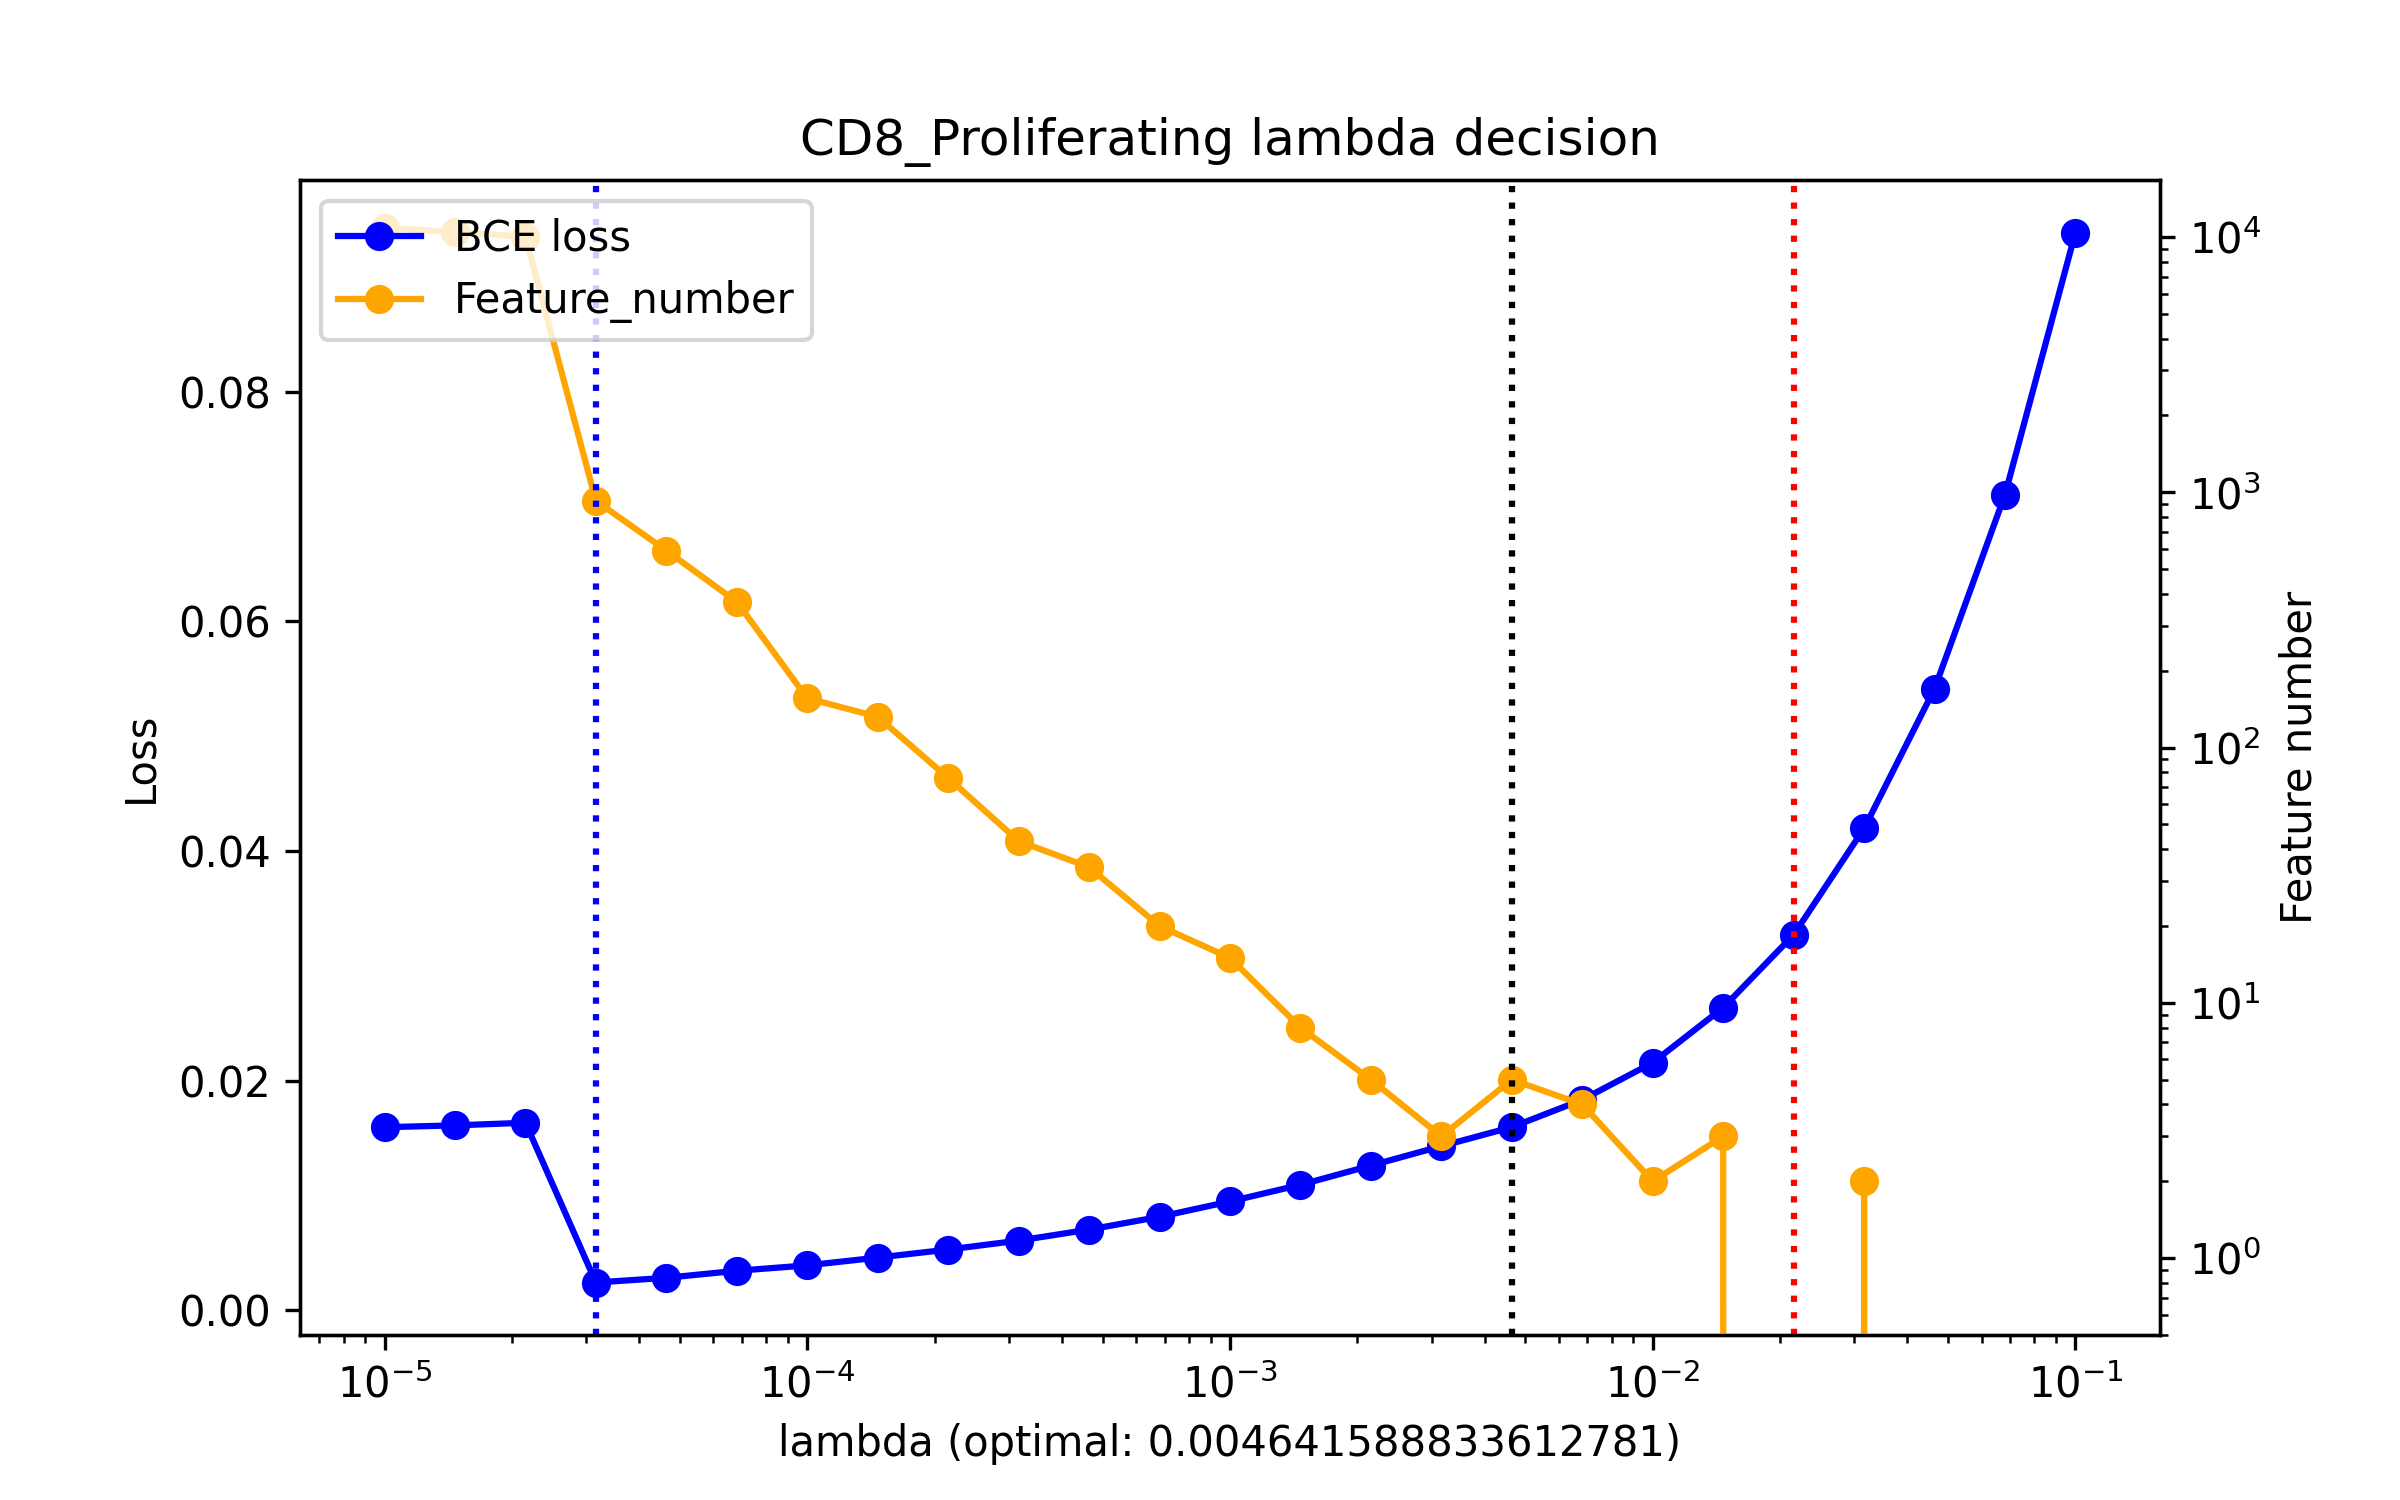 CD8_Proliferating lambda decision
BCE loss
Feature_number
0.08
0.06
0.04
0.02
0.00
Loss
10⁴
10³
10²
10¹
10⁰
Feature number
10⁻⁵ 10⁻⁴ 10⁻³ 10⁻² 10⁻¹
lambda (optimal: 0.004641588833612781)